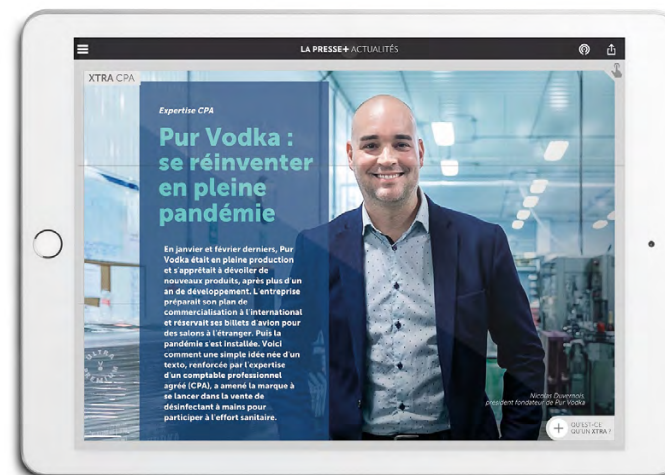 LA PRESSE+ ACTUALITÉS
XTRA CPA
Expertise CPA
Pur Vodka :
se réinventer
en pleine
pandémie
En janvier et février derniers, Pur
Vodka était en pleine production
et s'apprêtait à dévoiler de
nouveaux produits, après plus d'un
an de développement. L'entreprise
préparait son plan de
commercialisation à l'international
et réservait ses billets d'avion pour
des salons à l'étranger. Puis la
pandémie s'est installée. Voici
comment une simple idée née d'un
texto, renforcée par l'expertise
d'un comptable professionnel
agréé (CPA), a amené la marque à
se lancer dans la vente de
désinfectant à mains pour
participer à l'effort sanitaire.
ULTRA
PREMIUM
Nicolas Duvernois,
président fondateur de Pur Vodka
QU'EST-CE
QU'UN XTRA ?